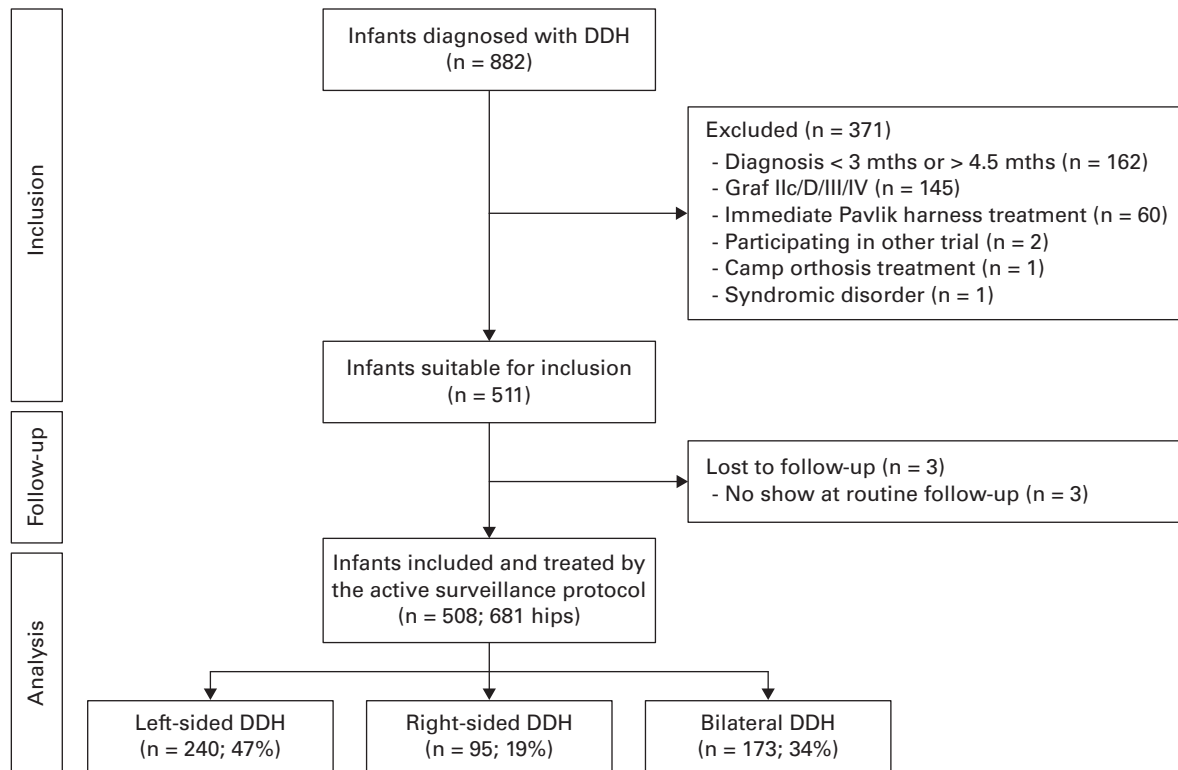 Inclusion
Infants diagnosed with DDH
(n = 882)
Excluded (n = 371)
- Diagnosis < 3 mths or > 4.5 mths (n = 162)
- Graf IIc/D/III/IV (n = 145)
- Immediate Pavlik harness treatment (n = 60)
- Participating in other trial (n = 2)
- Camp orthosis treatment (n = 1)
- Syndromic disorder (n = 1)
Infants suitable for inclusion
(n = 511)
Follow-up
Lost to follow-up (n = 3)
- No show at routine follow-up (n = 3)
Analysis
Infants included and treated by
the active surveillance protocol
(n = 508; 681 hips)
Left-sided DDH
(n = 240; 47%)
Right-sided DDH
(n = 95; 19%)
Bilateral DDH
(n = 173; 34%)